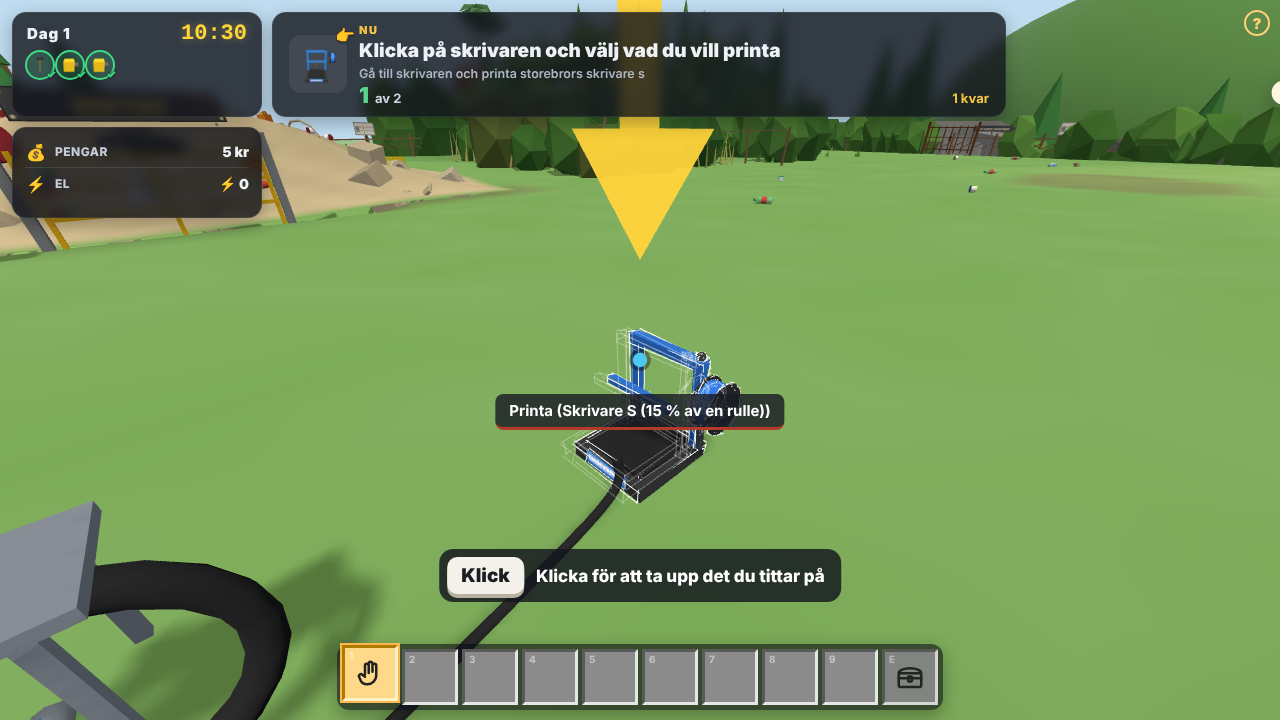 Dag 1
10:30
NU
Klicka på skrivaren och välj vad du vill printa
Gå till skrivaren och printa storebrors skrivare s
1 av 2
1 kvar
?
PENGAR
5 kr
EL
0
Printa (Skrivare S (15 % av en rulle))
Klick
Klicka för att ta upp det du tittar på
2
3
4
5
6
7
8
9
E